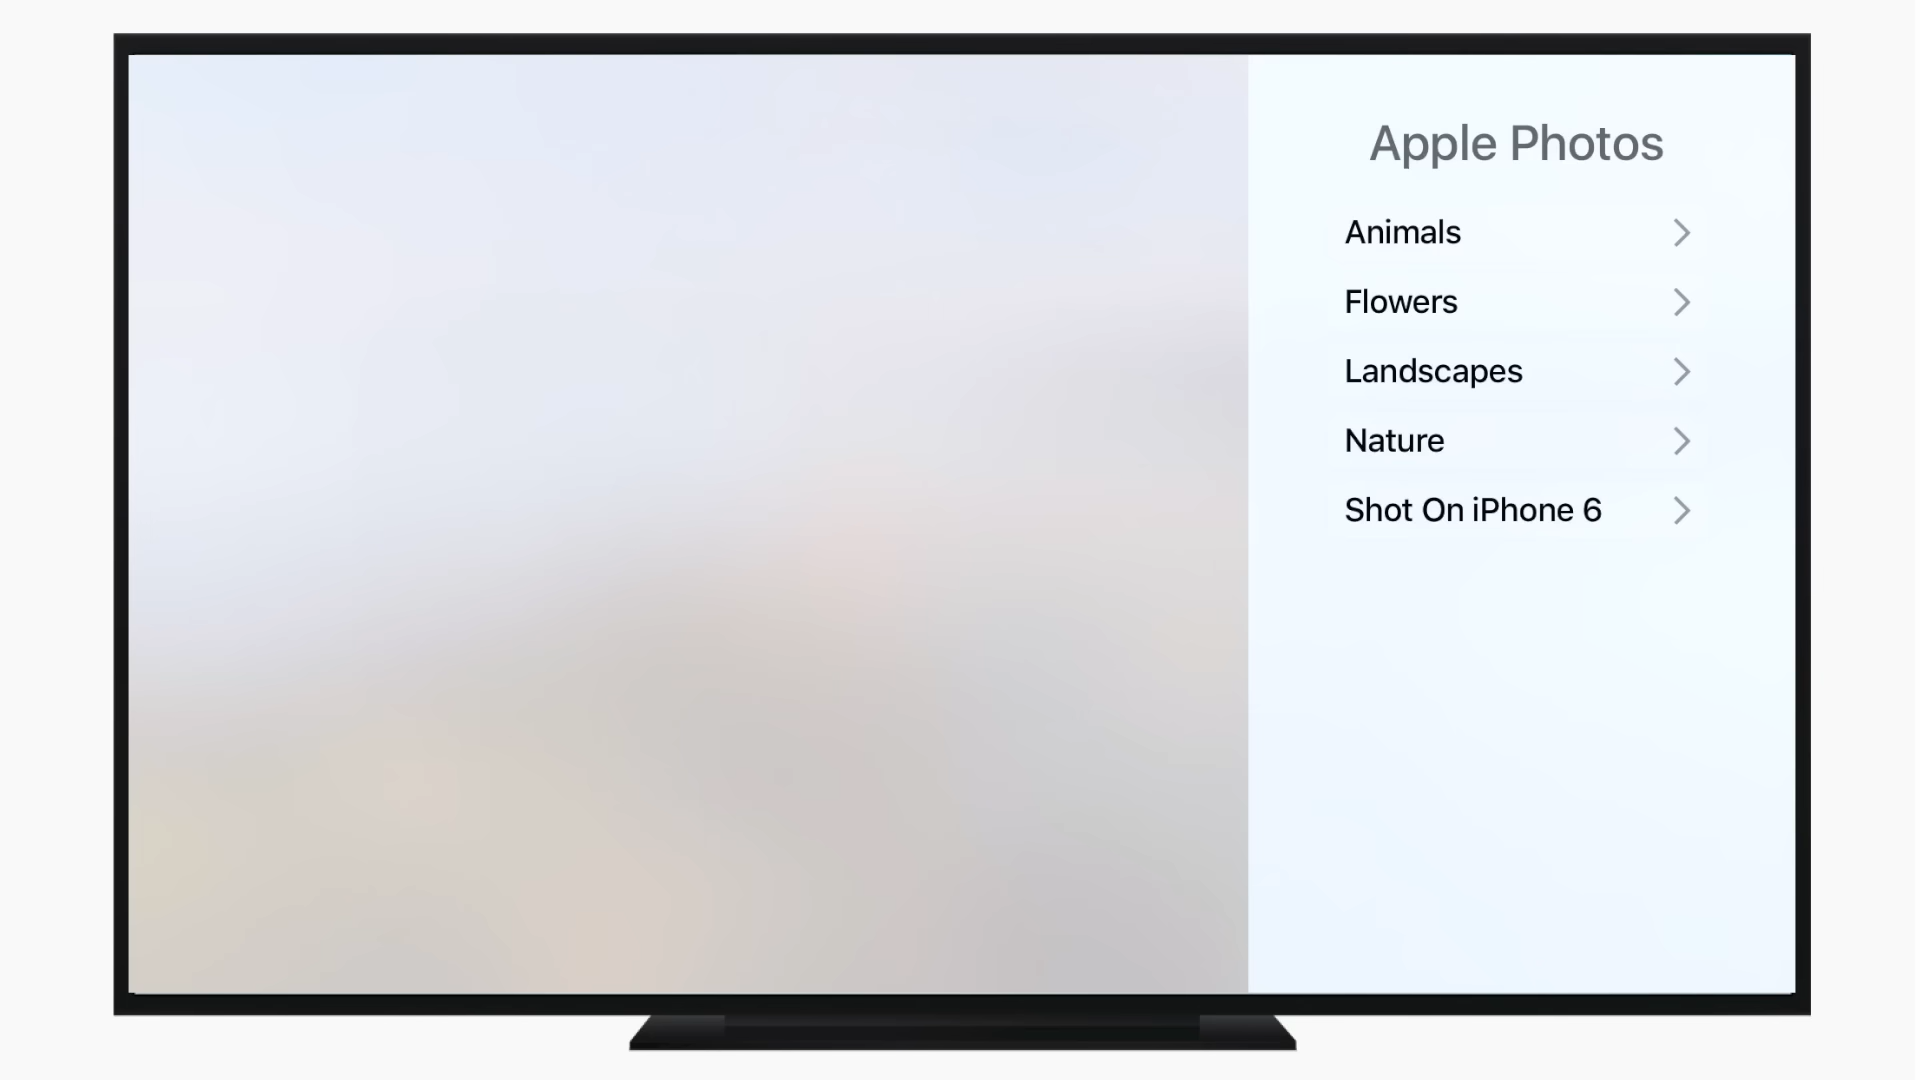 Apple Photos
Animals
Flowers
Landscapes
Nature
Shot On iPhone 6